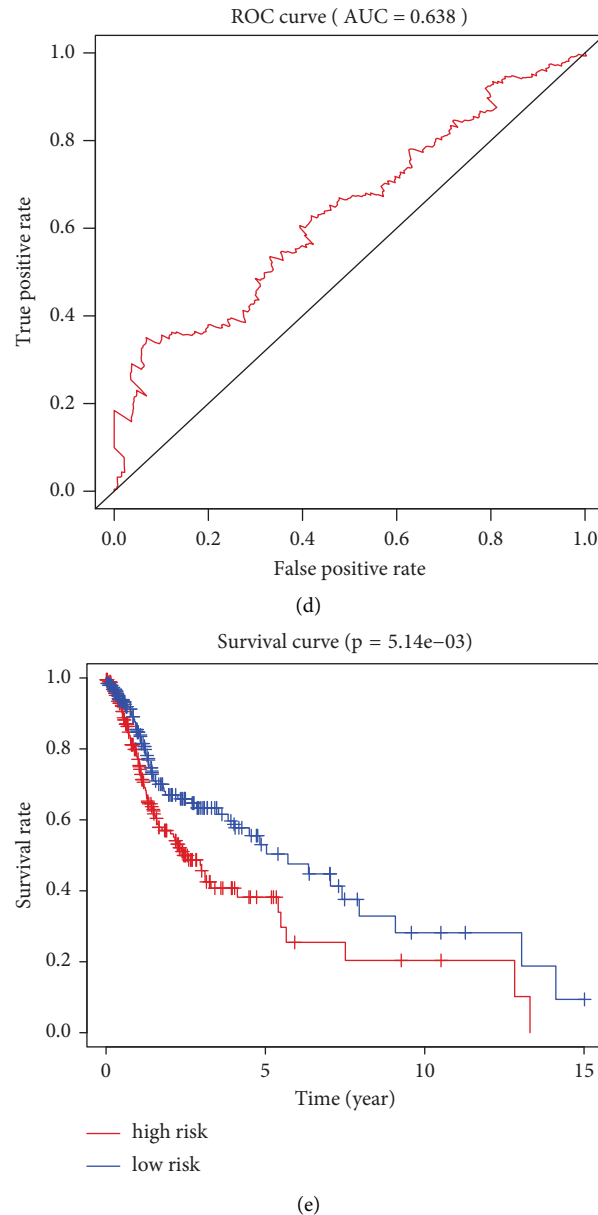 ROC curve ( AUC = 0.638 )
1.0
0.8
0.6
0.4
0.2
0.0
True positive rate
0.0 0.2 0.4 0.6 0.8 1.0
False positive rate
(d)
Survival curve (p = 5.14e−03)
1.0
0.8
0.6
0.4
0.2
0.0
Survival rate
0 5 10 15
Time (year)
high risk
low risk
(e)